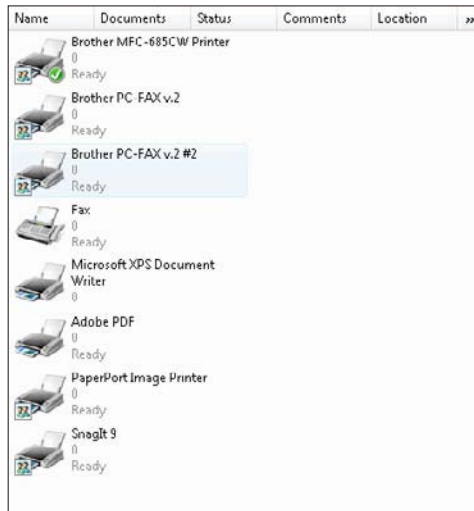 Name Documents Status Comments Location »
Brother MFC-685CW Printer
0
Ready
Brother PC-FAX v.2
0
Ready
Brother PC-FAX v.2 #2
0
Ready
Fax
0
Ready
Microsoft XPS Document
Writer
0
Adobe PDF
0
Ready
PaperPort Image Printer
0
Ready
SnagIt 9
0
Ready